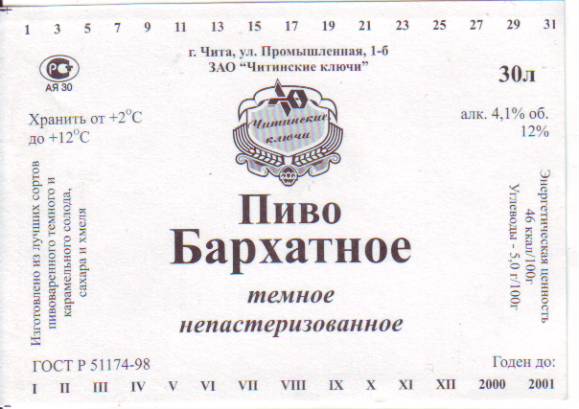 1 3 5 7 9 11 13 15 17 19 21 23 25 27 29 31
г. Чита, ул. Промышленная, 1-б
ЗАО “Читинские ключи”
РСТ
АЯ 30
30л
Хранить от +2°С
до +12°С
алк. 4,1% об.
12%
Читинские
ключи
Пиво
Бархатное
темное
непастеризованное
Изготовлено из лучших сортов
пивоваренного темного и
карамельного солода,
сахара и хмеля
Энергетическая ценность
46 ккал/100г
Углеводы - 5,0 г/100г
ГОСТ Р 51174-98
Годен до:
I II III IV V VI VII VIII IX X XI XII 2000 2001